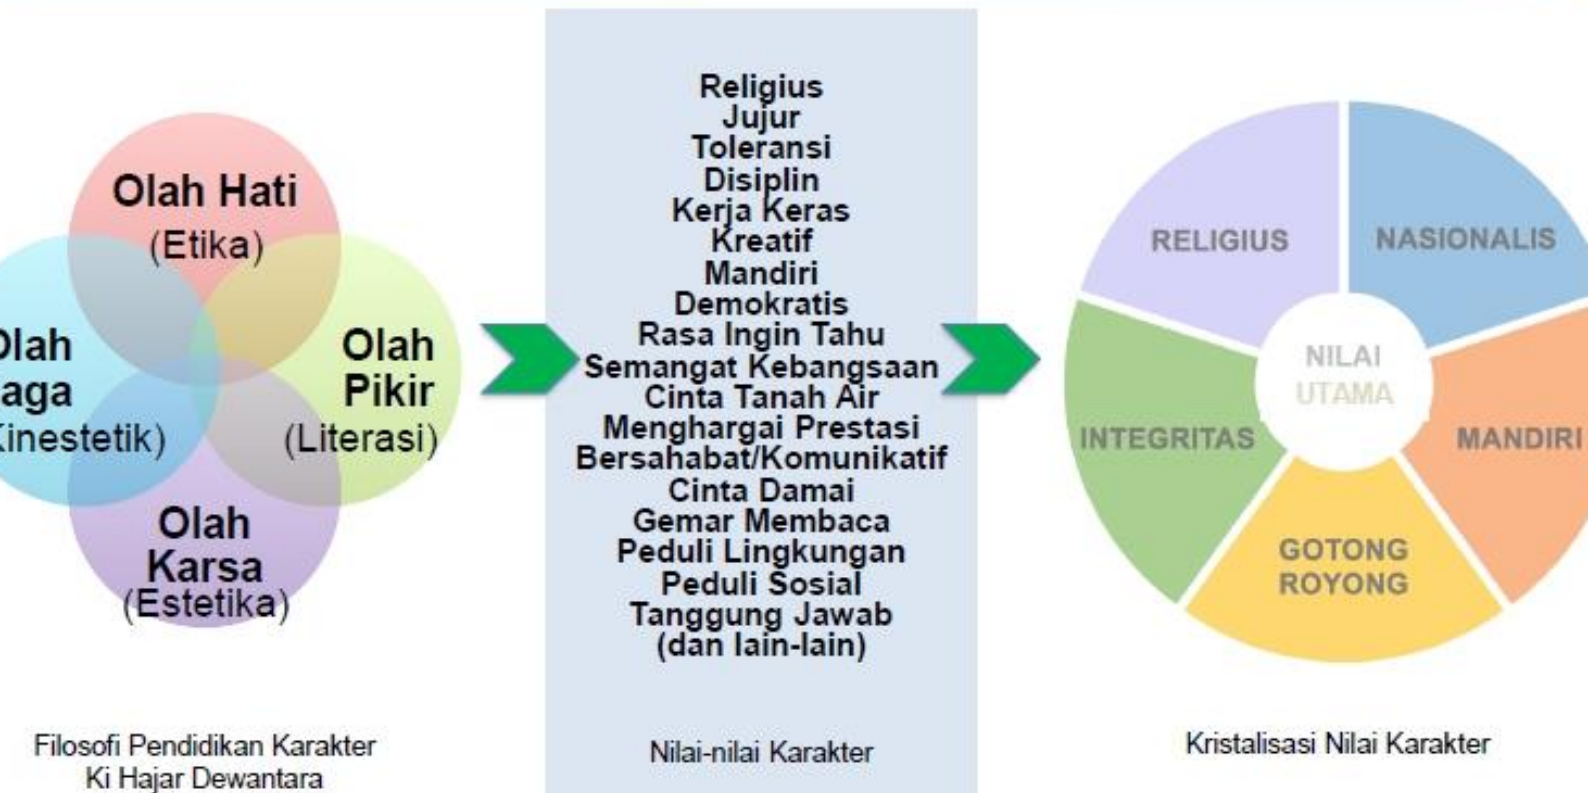 Olah Hati
(Etika)
Olah
Pikir
(Literasi)
Olah
Karsa
(Estetika)
Filosofi Pendidikan Karakter
Ki Hajar Dewantara
Religius
Jujur
Toleransi
Disiplin
Kerja Keras
Kreatif
Mandiri
Demokratis
Rasa Ingin Tahu
Semangat Kebangsaan
Cinta Tanah Air
Menghargai Prestasi
Bersahabat/Komunikatif
Cinta Damai
Gemar Membaca
Peduli Lingkungan
Peduli Sosial
Tanggung Jawab
(dan lain-lain)
Nilai-nilai Karakter
RELIGIUS
NASIONALIS
NILAI
UTAMA
INTEGRITAS
MANDIRI
GOTONG
ROYONG
Kristalisasi Nilai Karakter